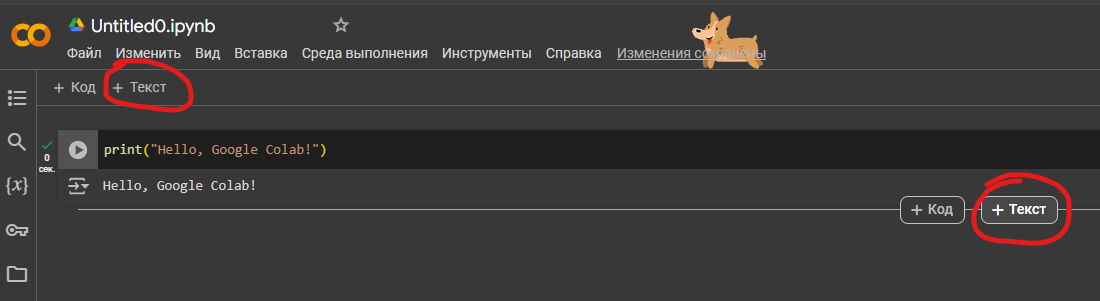 Untitled0.ipynb
Файл Изменить Вид Вставка Среда выполнения Инструменты Справка Изменения сохранены
+ Код + Текст
0
сек.
print("Hello, Google Colab!")
{x}
Hello, Google Colab!
+ Код + Текст